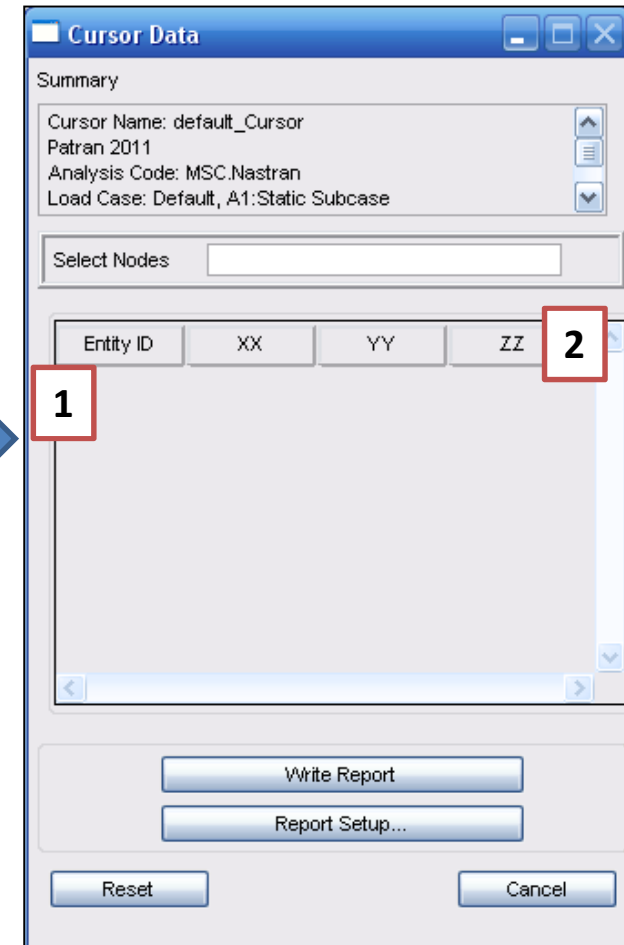 Cursor Data
Summary
Cursor Name: default_Cursor
Patran 2011
Analysis Code: MSC.Nastran
Load Case: Default, A1:Static Subcase
Select Nodes
Entity ID XX YY ZZ 2
1
Write Report
Report Setup...
Reset Cancel